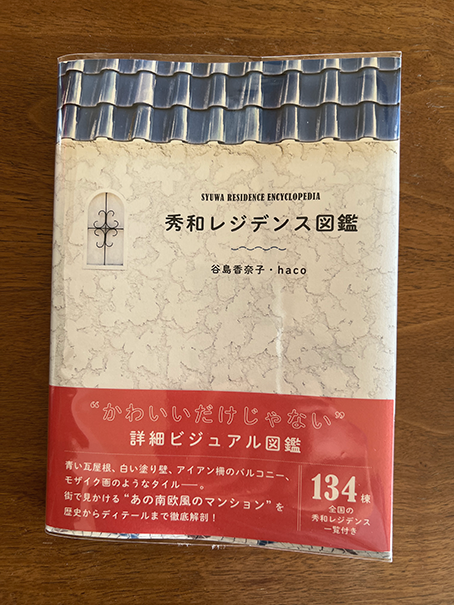 SYUWA RESIDENCE ENCYCLOPEDIA
秀和レジデンス図鑑
谷島香奈子・haco
“かわいいだけじゃない”
詳細ビジュアル図鑑
青い瓦屋根、白い塗り壁、アイアン柵のバルコニー、
モザイク画のようなタイル──。
街で見かける“あの南欧風のマンション”を
歴史からディテールまで徹底解剖！
134棟
全国の
秀和レジデンス
一覧付き